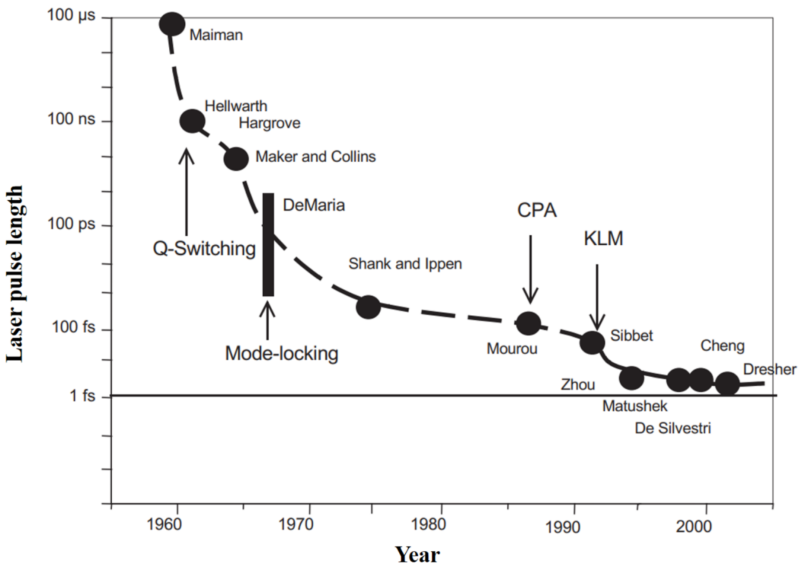 100 µs
Maiman
Hellwarth
100 ns
Hargrove
Maker and Collins
DeMaria
CPA
100 ps
KLM
Q-Switching
Shank and Ippen
Laser pulse length
100 fs
Sibbet
Mourou
Cheng
Mode-locking
Dresher
Zhou
1 fs
Matushek
De Silvestri
1960 1970 1980 1990 2000
Year